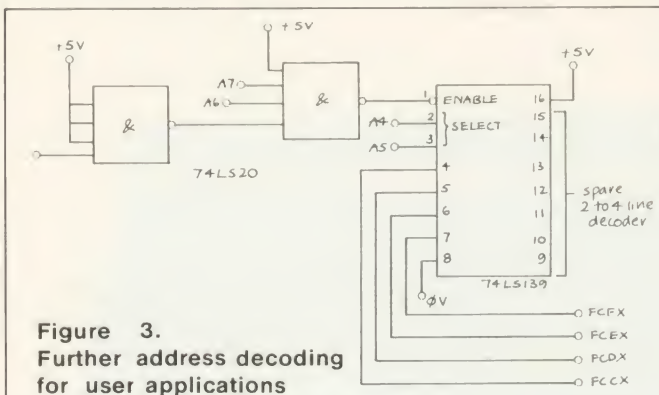 +5V
+5V
+5V
A7
A6
&
&
74LS20
1 ENABLE 16
A4 2 } SELECT 15
A5 3 14
4 13
5 12
6 11
7 10
8 9
74LS139
spare
2 to 4 line
decoder
ØV
FCFX
FCEX
FCDX
FCCX
Figure 3.
Further address decoding
for user applications